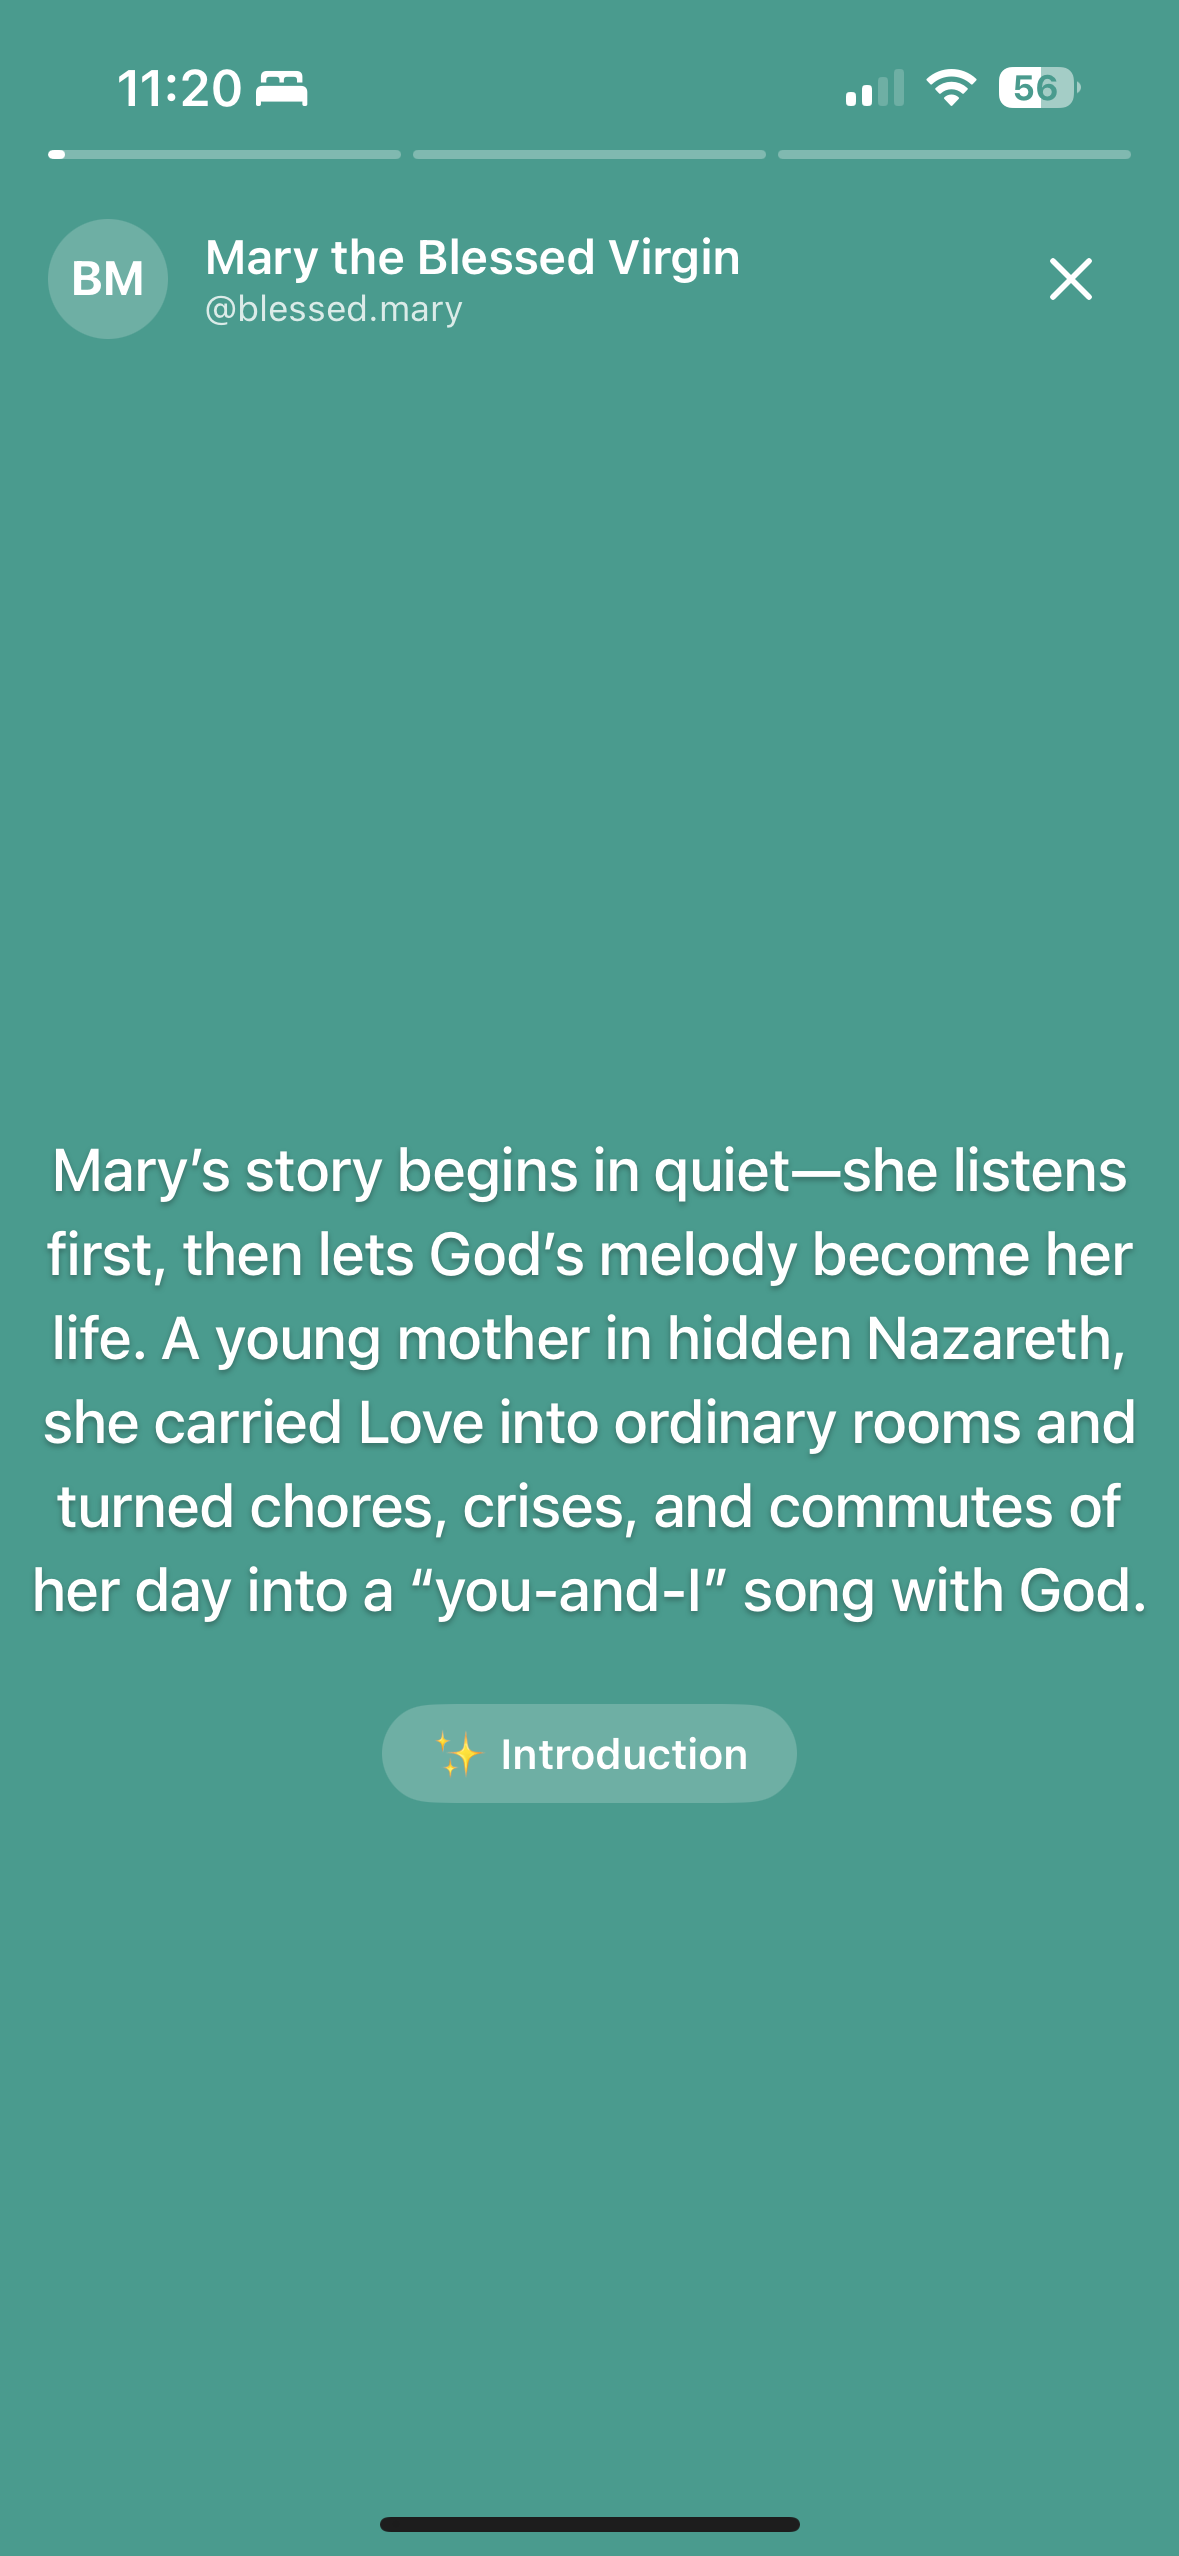 11:20
56
BM
Mary the Blessed Virgin
@blessed.mary
Mary’s story begins in quiet—she listens
first, then lets God’s melody become her
life. A young mother in hidden Nazareth,
she carried Love into ordinary rooms and
turned chores, crises, and commutes of
her day into a “you-and-I” song with God.
✨ Introduction